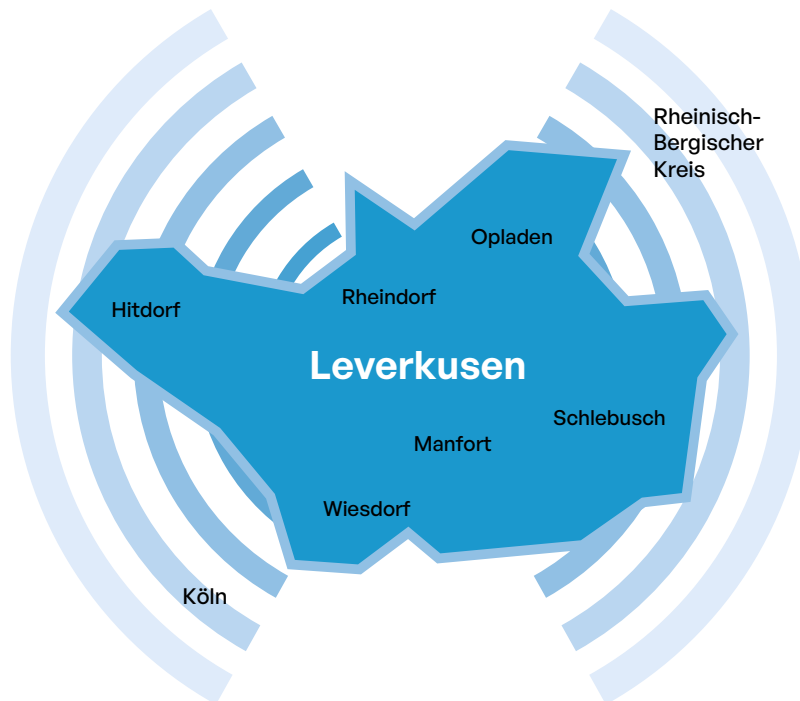 Rheinisch-
Bergischer
Kreis
Opladen
Rheindorf
Hitdorf
Leverkusen
Schlebusch
Manfort
Wiesdorf
Köln